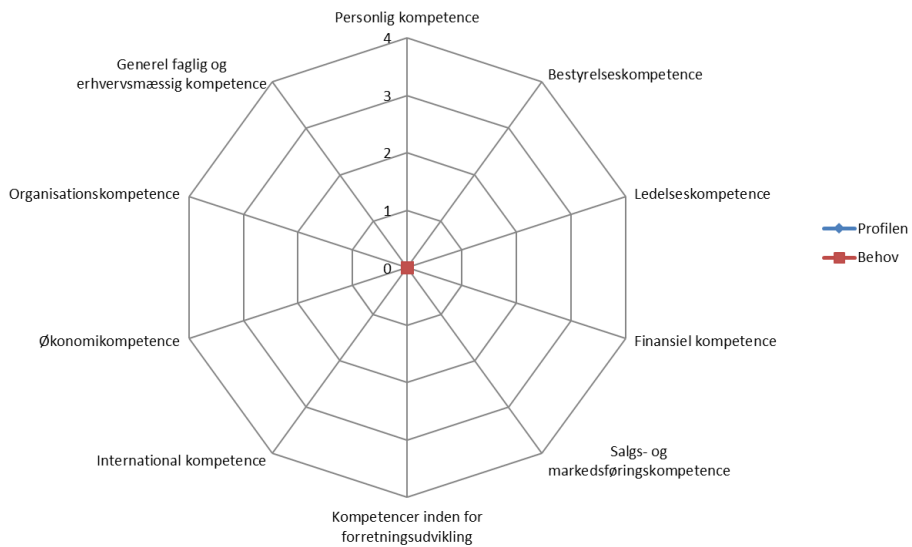 Personlig kompetence
4
Generel faglig og
erhvervsmæssig kompetence
Bestyrelseskompetence
3
2
Organisationskompetence
Ledelseskompetence
1
Profilen
0
Behov
Økonomikompetence
Finansiel kompetence
International kompetence
Salgs- og
markedsføringskompetence
Kompetencer inden for
forretningsudvikling